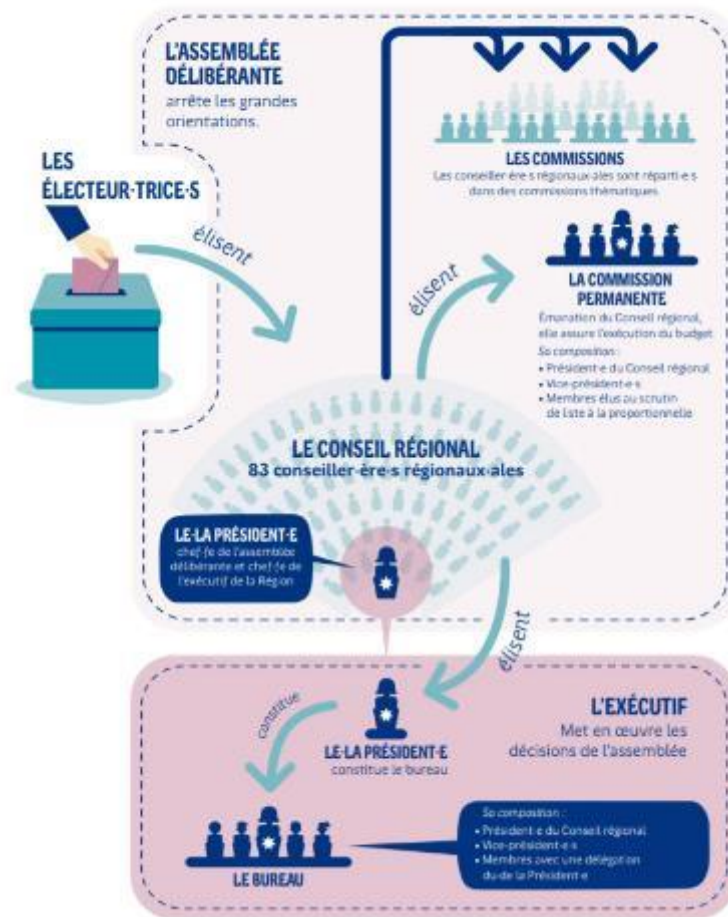 L'ASSEMBLÉE
DÉLIBÉRANTE
arrête les grandes
orientations.
LES
ÉLECTEUR·TRICE·S
élisent
LES COMMISSIONS
Les conseiller·ère·s régionaux·ales sont réparti·e·s
dans des commissions thématiques.
élisent
LA COMMISSION
PERMANENTE
Émanation du Conseil régional,
elle assure l'exécution du budget
Sa composition :
• Président·e du Conseil régional
• Vice-président·e·s
• Membres élus au scrutin
de liste à la proportionnelle
LE CONSEIL RÉGIONAL
83 conseiller·ère·s régionaux·ales
LE·LA PRÉSIDENT·E
chef·fe de l'assemblée
délibérante et chef·fe de
l'exécutif de la Région
élisent
L'EXÉCUTIF
Met en œuvre les
décisions de l'assemblée
constitue
LE·LA PRÉSIDENT·E
constitue le bureau
LE BUREAU
Sa composition :
• Président·e du Conseil régional
• Vice-président·e·s
• Membres avec une délégation
du·de la Président·e